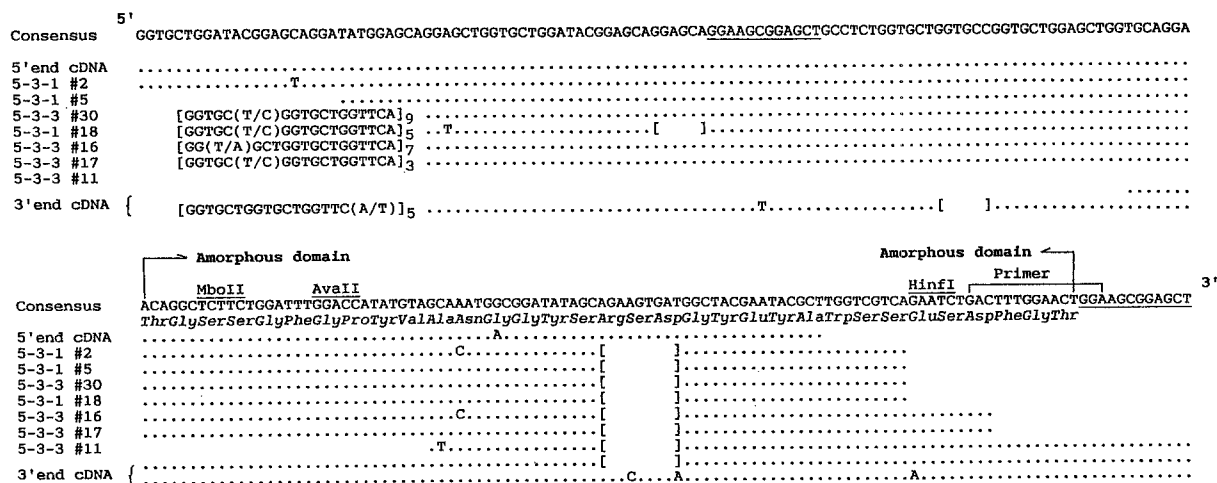 5'
Consensus GGTGCTGGATACGGAGCAGGATATGGAGCAGGAGCTGGTGCTGGATACGGAGCAGGAGCAGGAAGCGGAGCTGCCTCTGGTGCTGGTGCCGGTGCTGGAGCTGGTGCAGGA
5'end cDNA ..............................................................................................................
5-3-1 #2 ................T.............................................................................................
5-3-1 #5 .........................................................................................
5-3-3 #30 [GGTGC(T/C)GGTGCTGGTTCA]9 ................................................................................
5-3-1 #18 [GGTGC(T/C)GGTGCTGGTTCA]5 ..T.....................[ ]...................................................
5-3-3 #16 [GG(T/A)GCTGGTGCTGGTTCA]7 ................................................................................
5-3-3 #17 [GGTGC(T/C)GGTGCTGGTTCA]3 ................................................................................
5-3-3 #11
.......
3'end cDNA { [GGTGCTGGTGCTGGTTC(A/T)]5 ...................................T..................[ ].....................
Amorphous domain Amorphous domain
MboII AvaII HinfI Primer
3'
Consensus ACAGGCTCTTCTGGATTTGGACCATATGTAGCAAATGGCGGATATAGCAGAAGTGATGGCTACGAATACGCTTGGTCGTCAGAATCTGACTTTGGAACTGGAAGCGGAGCT
ThrGlySerSerGlyPheGlyProTyrValAlaAsnGlyGlyTyrSerArgSerAspGlyTyrGluTyrAlaTrpSerSerGluSerAspPheGlyThr
5'end cDNA .....................................A.................................
5-3-1 #2 .................................C..............[ ]........................
5-3-1 #5 ................................................[ ]........................
5-3-3 #30 ................................................[ ]........................
5-3-1 #18 ................................................[ ]........................
5-3-3 #16 .................................C..............[ ].................................
5-3-3 #17 ................................................[ ].................................
5-3-3 #11 .T................[ ]......................................................
................................................[ ]......................................................
3'end cDNA { ...................................................C....A........................A.............................